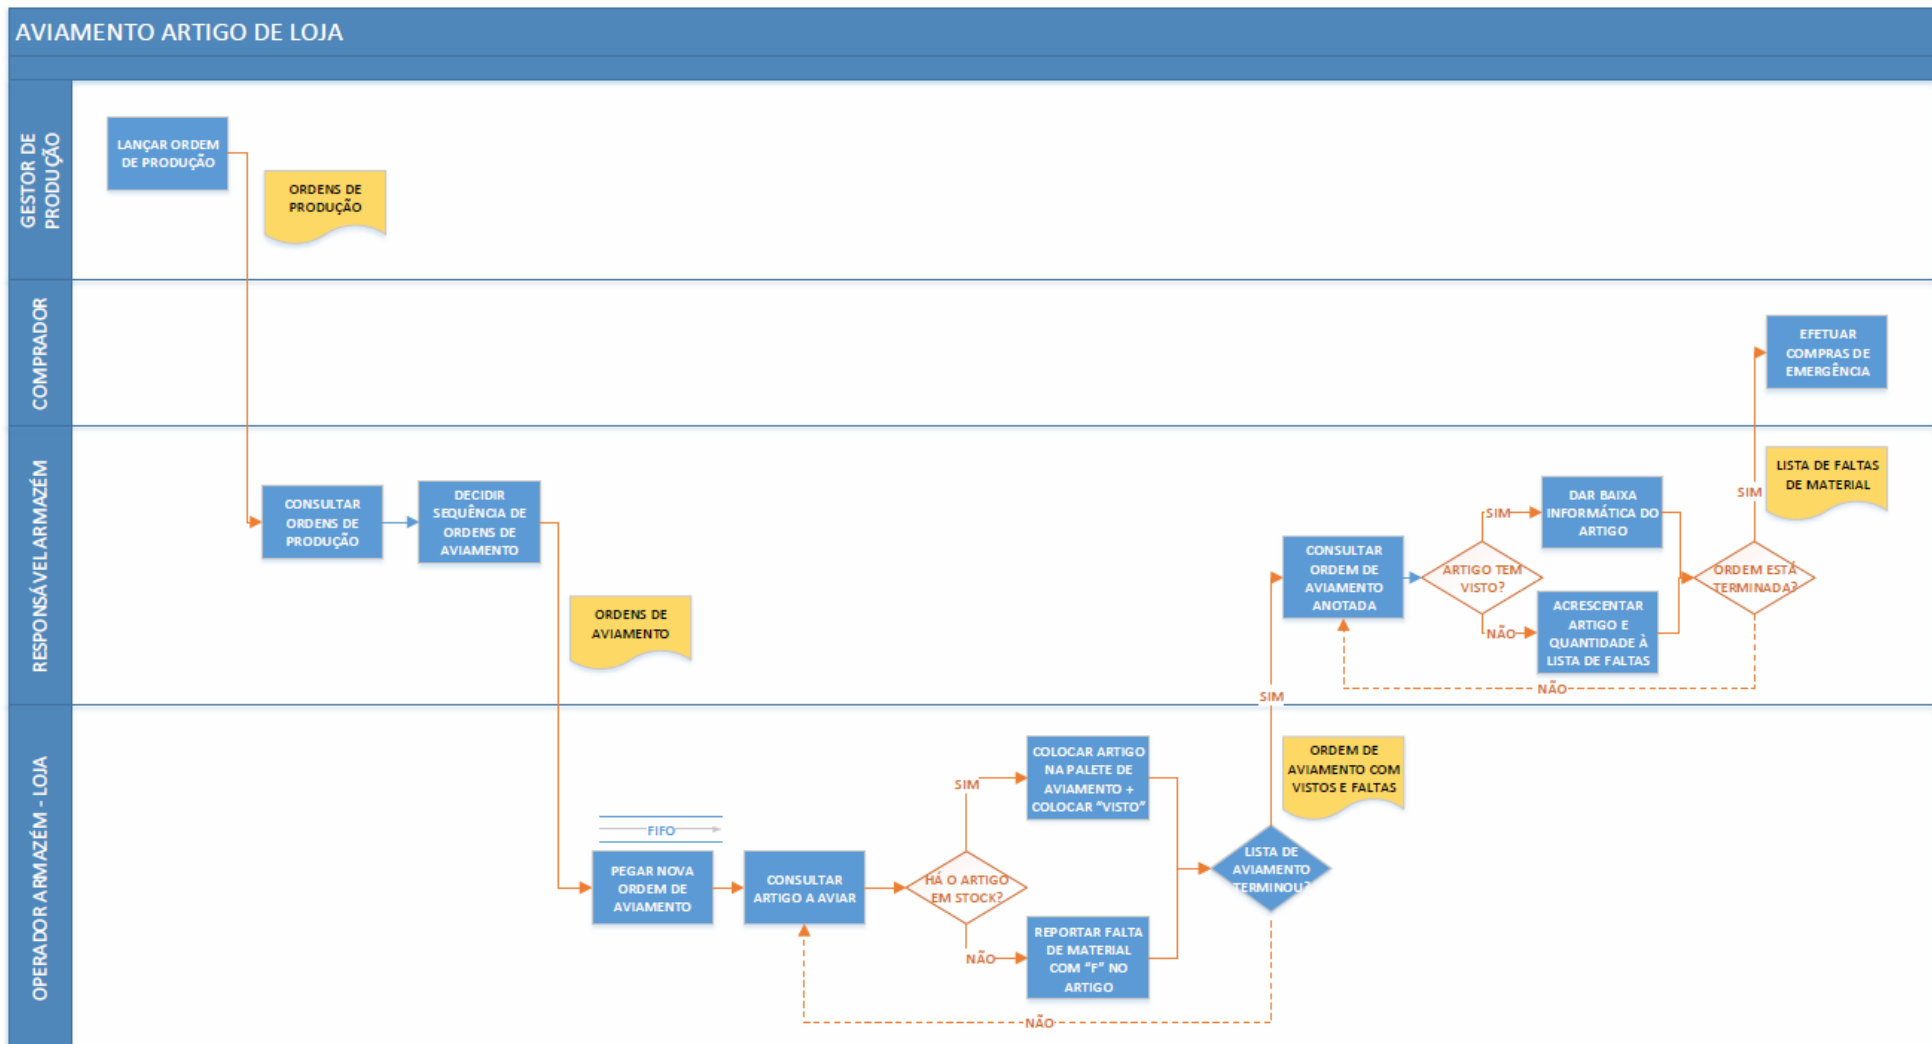 AVIAMENTO ARTIGO DE LOJA
GESTOR DE
PRODUÇÃO
LANÇAR ORDEM
DE PRODUÇÃO
ORDENS DE
PRODUÇÃO
COMPRADOR
EFETUAR
COMPRAS DE
EMERGÊNCIA
RESPONSÁVEL ARMAZÉM
CONSULTAR
ORDENS DE
PRODUÇÃO
DECIDIR
SEQUÊNCIA DE
ORDENS DE
AVIAMENTO
ORDENS DE
AVIAMENTO
CONSULTAR
ORDEM DE
AVIAMENTO
ANOTADA
ARTIGO TEM
VISTO?
SIM
DAR BAIXA
INFORMÁTICA DO
ARTIGO
NÃO
ACRESCENTAR
ARTIGO E
QUANTIDADE À
LISTA DE FALTAS
ORDEM ESTÁ
TERMINADA?
SIM
LISTA DE FALTAS
DE MATERIAL
NÃO
SIM
OPERADOR ARMAZÉM - LOJA
FIFO
PEGAR NOVA
ORDEM DE
AVIAMENTO
CONSULTAR
ARTIGO A AVIAR
HÁ O ARTIGO
EM STOCK?
SIM
COLOCAR ARTIGO
NA PALETE DE
AVIAMENTO +
COLOCAR “VISTO”
NÃO
REPORTAR FALTA
DE MATERIAL
COM “F” NO
ARTIGO
LISTA DE
AVIAMENTO
TERMINOU?
ORDEM DE
AVIAMENTO COM
VISTOS E FALTAS
NÃO